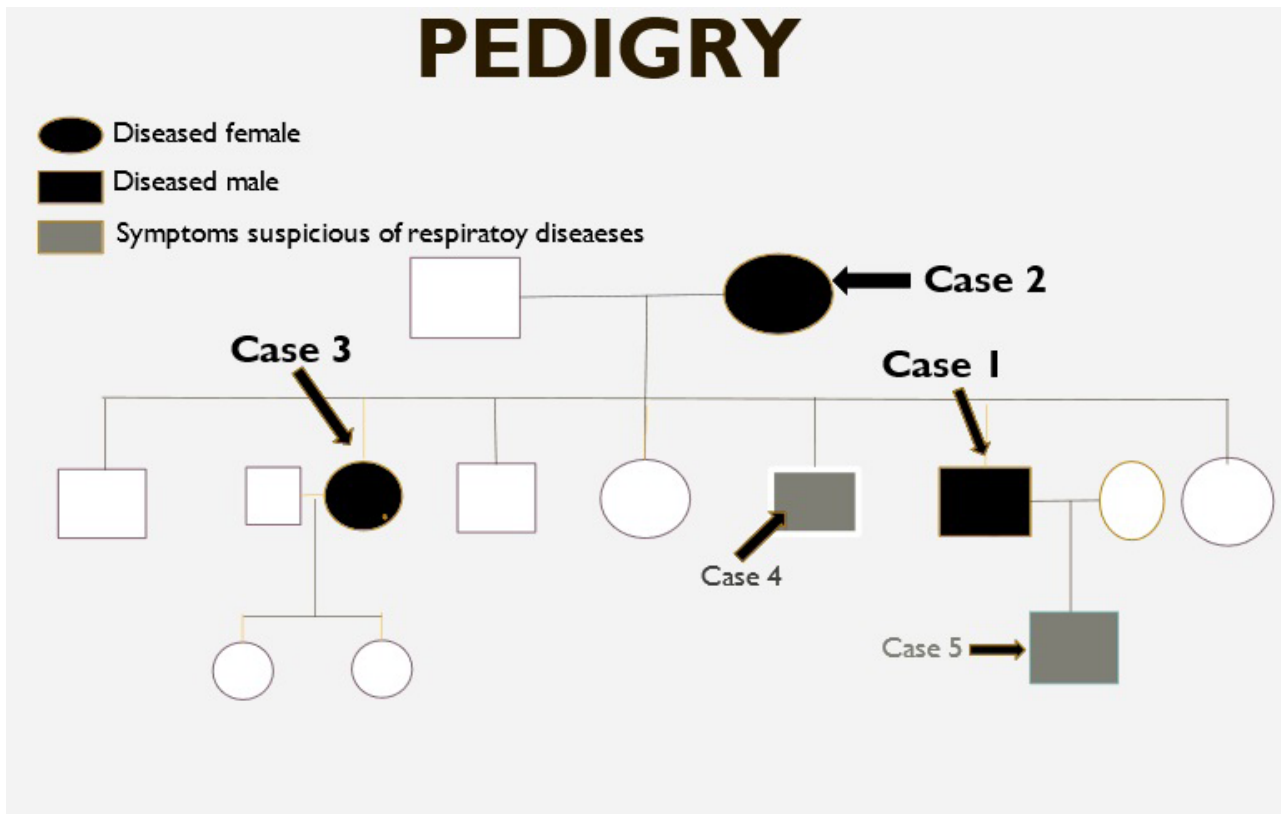 PEDIGRY
Diseased female
Diseased male
Symptoms suspicious of respiratoy diseaeses
Case 2
Case 3
Case 1
Case 4
Case 5